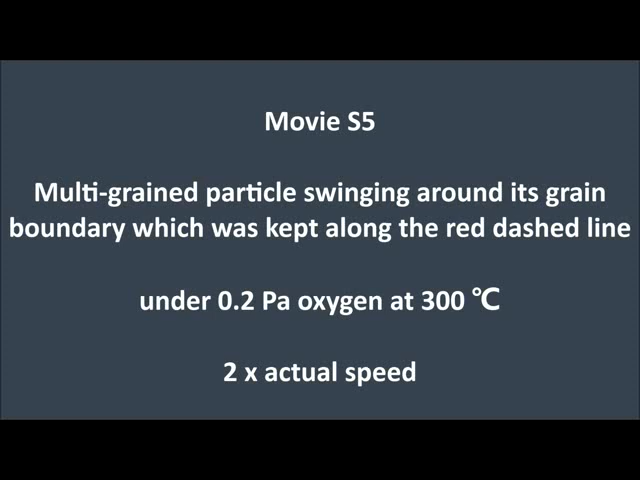 Movie S5
Multi-grained particle swinging around its grain
boundary which was kept along the red dashed line
under 0.2 Pa oxygen at 300 ℃
2 x actual speed